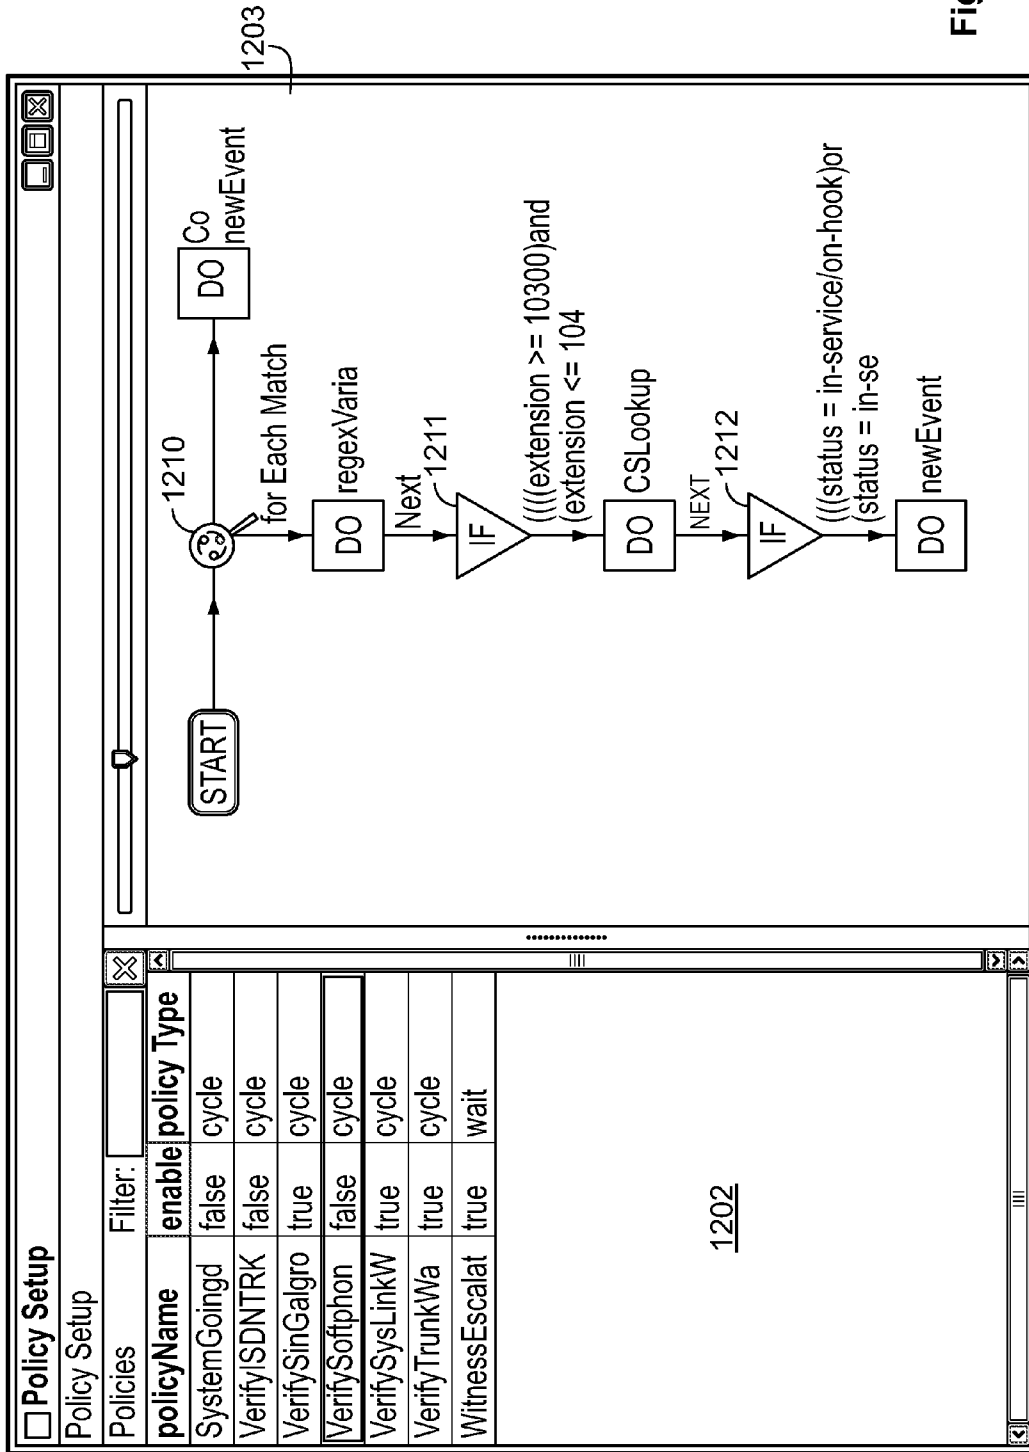 Policy Setup
Policy Setup
Policies Filter:
policyName enable policy Type
SystemGoingd false cycle
VerifyISDNTRK false cycle
VerifySinGalgro true cycle
VerifySoftphon false cycle
VerifySysLinkW true cycle
VerifyTrunkWa true cycle
WitnessEscalat true wait
1202
START
1210
for Each Match
DO
Co
newEvent
1203
DO
regexVaria
Next
1211
IF
((((extension >= 10300)and
(extension <= 104
DO
CSLookup
NEXT
1212
IF
(((status = in-service/on-hook)or
(status = in-se
DO
newEvent